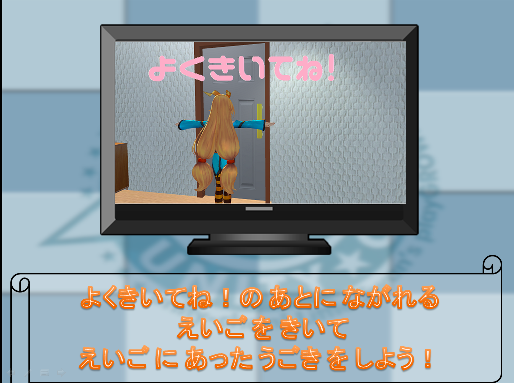 よくきいてね!
よくきいてね！のあとにながれる
えいごをきいて
えいごにあったうごきをしよう！